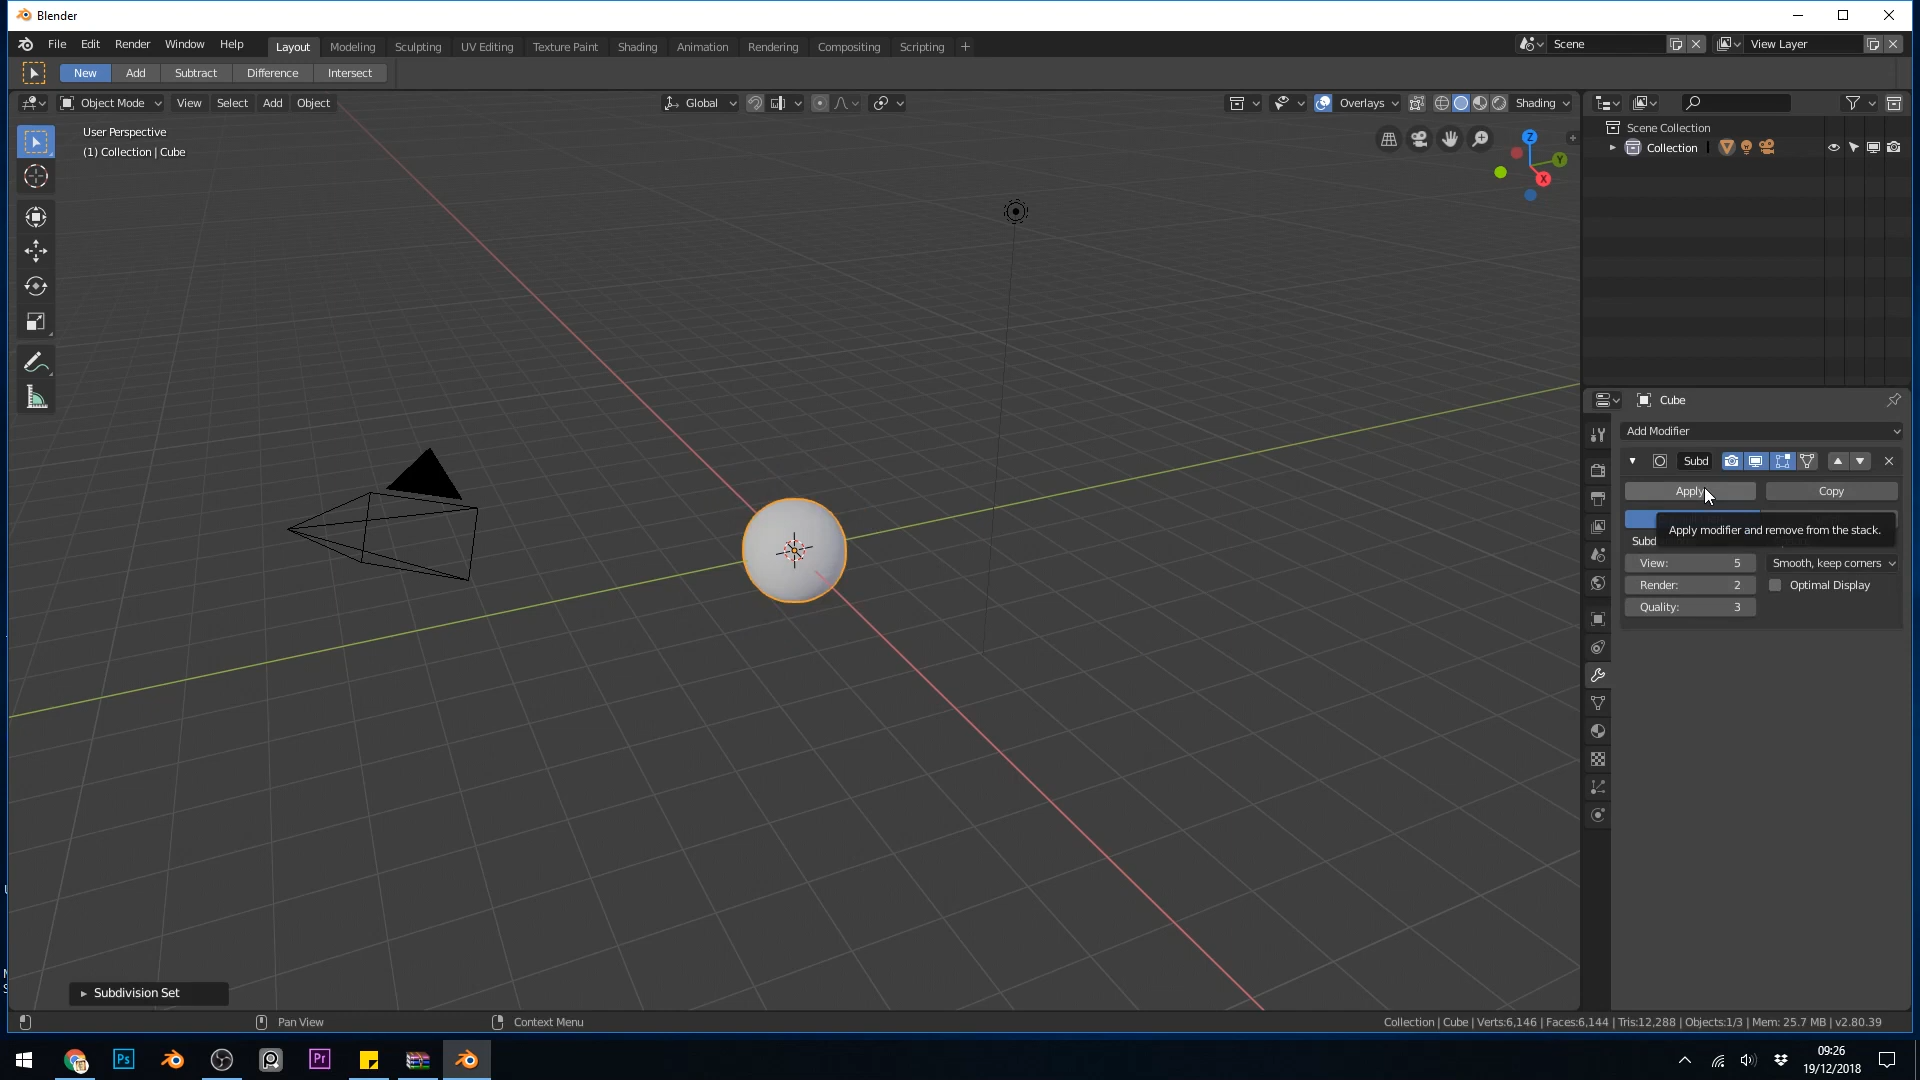 Blender
File Edit Render Window Help Layout Modeling Sculpting UV Editing Texture Paint Shading Animation Rendering Compositing Scripting + Scene View Layer
New Add Subtract Difference Intersect
Object Mode View Select Add Object Global Overlays Shading
User Perspective
(1) Collection | Cube
Z
Y
X
Scene Collection
Collection
Cube
Add Modifier
Subd
Apply Copy
Apply modifier and remove from the stack.
Subd
View: 5 Smooth, keep corners
Render: 2 Optimal Display
Quality: 3
Subdivision Set
Pan View Context Menu Collection | Cube | Verts:6,146 | Faces:6,144 | Tris:12,288 | Objects:1/3 | Mem: 25.7 MB | v2.80.39
Ps Pr
09:26
19/12/2018